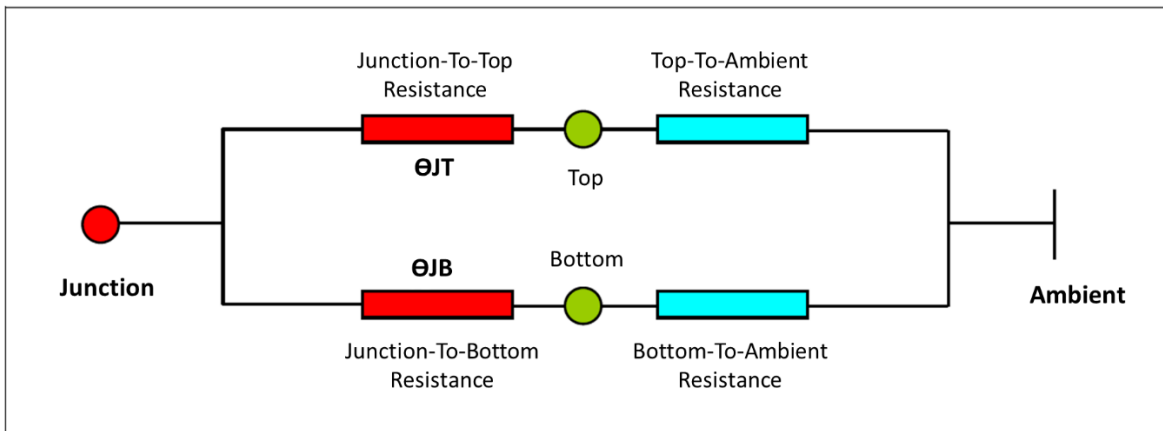 Junction-To-Top
Resistance
Top-To-Ambient
Resistance
ΘJT
Top
Junction
ΘJB
Bottom
Ambient
Junction-To-Bottom
Resistance
Bottom-To-Ambient
Resistance